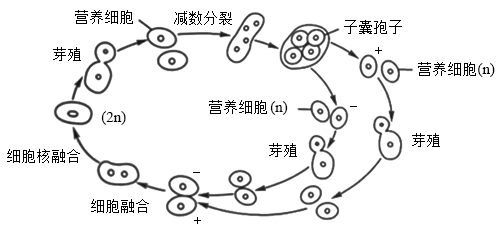 营养细胞
减数分裂
子囊孢子
芽殖
+
营养细胞(n)
营养细胞(n)
−
(2n)
芽殖
芽殖
细胞核融合
−
细胞融合
+